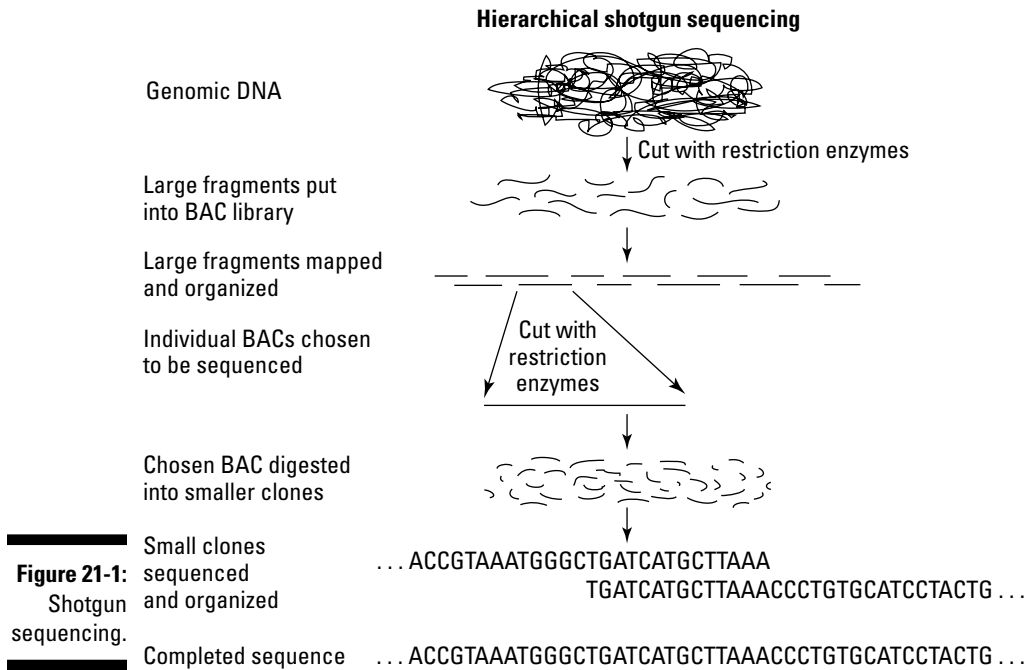 Hierarchical shotgun sequencing
Genomic DNA
Cut with restriction enzymes
Large fragments put
into BAC library
Large fragments mapped
and organized
Individual BACs chosen
to be sequenced
Cut with
restriction
enzymes
Chosen BAC digested
into smaller clones
Small clones
sequenced
and organized
...ACCGTAAATGGGCTGATCATGCTTAAA
TGATCATGCTTAAACCCTGTGCATCCTACTG...
Figure 21-1:
Shotgun
sequencing.
Completed sequence
...ACCGTAAATGGGCTGATCATGCTTAAACCCTGTGCATCCTACTG...